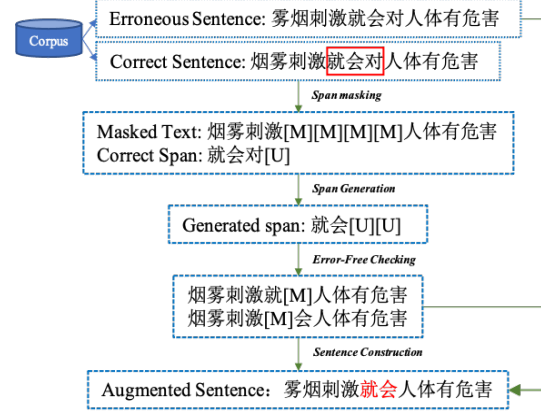 Corpus
Erroneous Sentence: 雾烟刺激就会对人体有危害
Correct Sentence: 烟雾刺激就会对人体有危害
Span masking
Masked Text: 烟雾刺激[M][M][M][M]人体有危害
Correct Span: 就会对[U]
Span Generation
Generated span: 就会[U][U]
Error-Free Checking
烟雾刺激就[M]人体有危害
烟雾刺激[M]会人体有危害
Sentence Construction
Augmented Sentence：雾烟刺激就会人体有危害